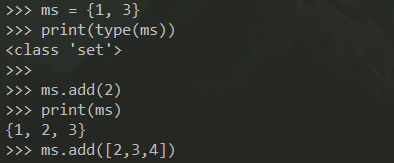 >>> ms = {1, 3}
>>> print(type(ms))
<class 'set'>
>>>
>>> ms.add(2)
>>> print(ms)
{1, 2, 3}
>>> ms.add([2,3,4])